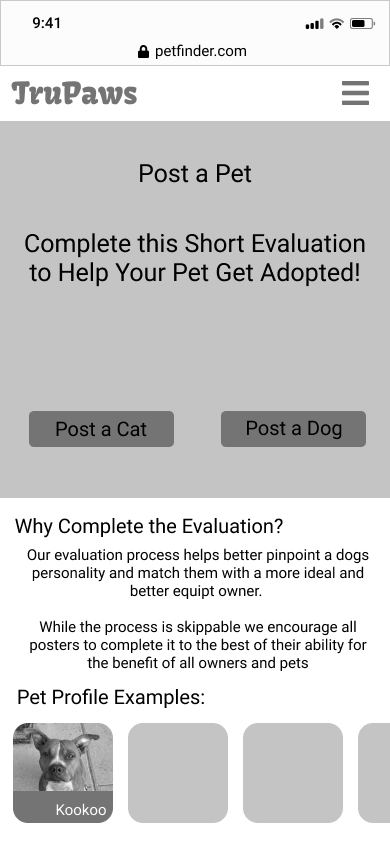 9:41
petfinder.com
TruPaws
Post a Pet
Complete this Short Evaluation
to Help Your Pet Get Adopted!
Post a Cat
Post a Dog
Why Complete the Evaluation?
Our evaluation process helps better pinpoint a dogs
personality and match them with a more ideal and
better equipt owner.
While the process is skippable we encourage all
posters to complete it to the best of their ability for
the benefit of all owners and pets
Pet Profile Examples:
Kookoo